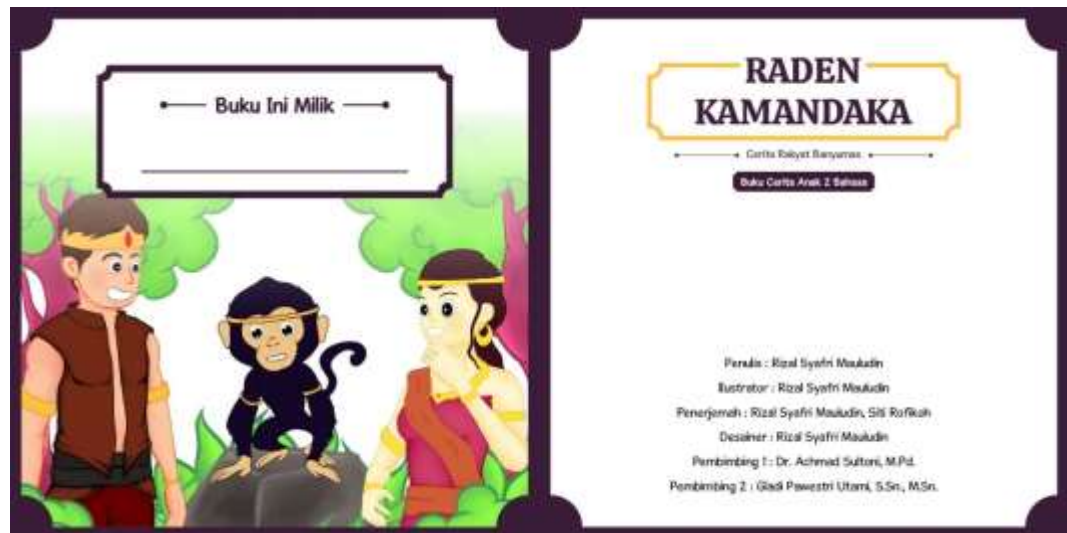 Buku Ini Milik
RADEN
KAMANDAKA
Cerita Rakyat Banyumas
Buku Cerita Anak 2 Bahasa
Penulis : Rizal Syafri Mauludin
Ilustrator : Rizal Syafri Mauludin
Penerjemah : Rizal Syafri Mauludin, Siti Rofikoh
Desainer : Rizal Syafri Mauludin
Pembimbing 1 : Dr. Achmad Sultoni, M.Pd.
Pembimbing 2 : Gladi Pawestri Utami, S.Sn., M.Sn.